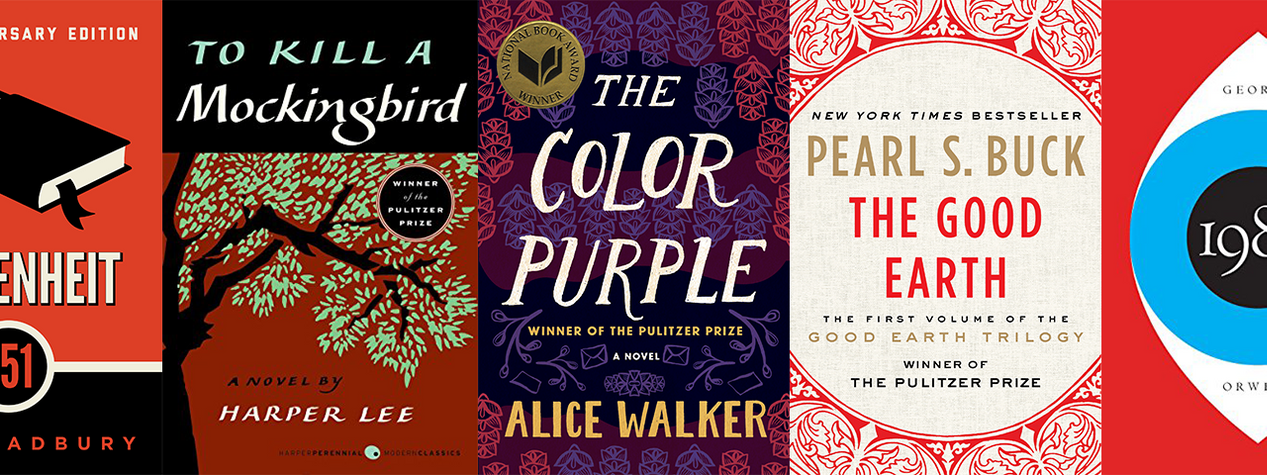 RSARY EDITION
ENHEIT
51
ADBURY
TO KILL A
Mockingbird
WINNER
of the
PULITZER
PRIZE
A NOVEL BY
HARPER LEE
HARPERPERENNIAL MODERNCLASSICS
NATIONAL BOOK AWARD
WINNER
THE
COLOR
PURPLE
WINNER OF THE PULITZER PRIZE
A NOVEL
ALICE WALKER
NEW YORK TIMES BESTSELLER
PEARL S. BUCK
THE GOOD
EARTH
THE FIRST VOLUME OF THE
GOOD EARTH TRILOGY
WINNER OF
THE PULITZER PRIZE
GEOR
198
ORWE